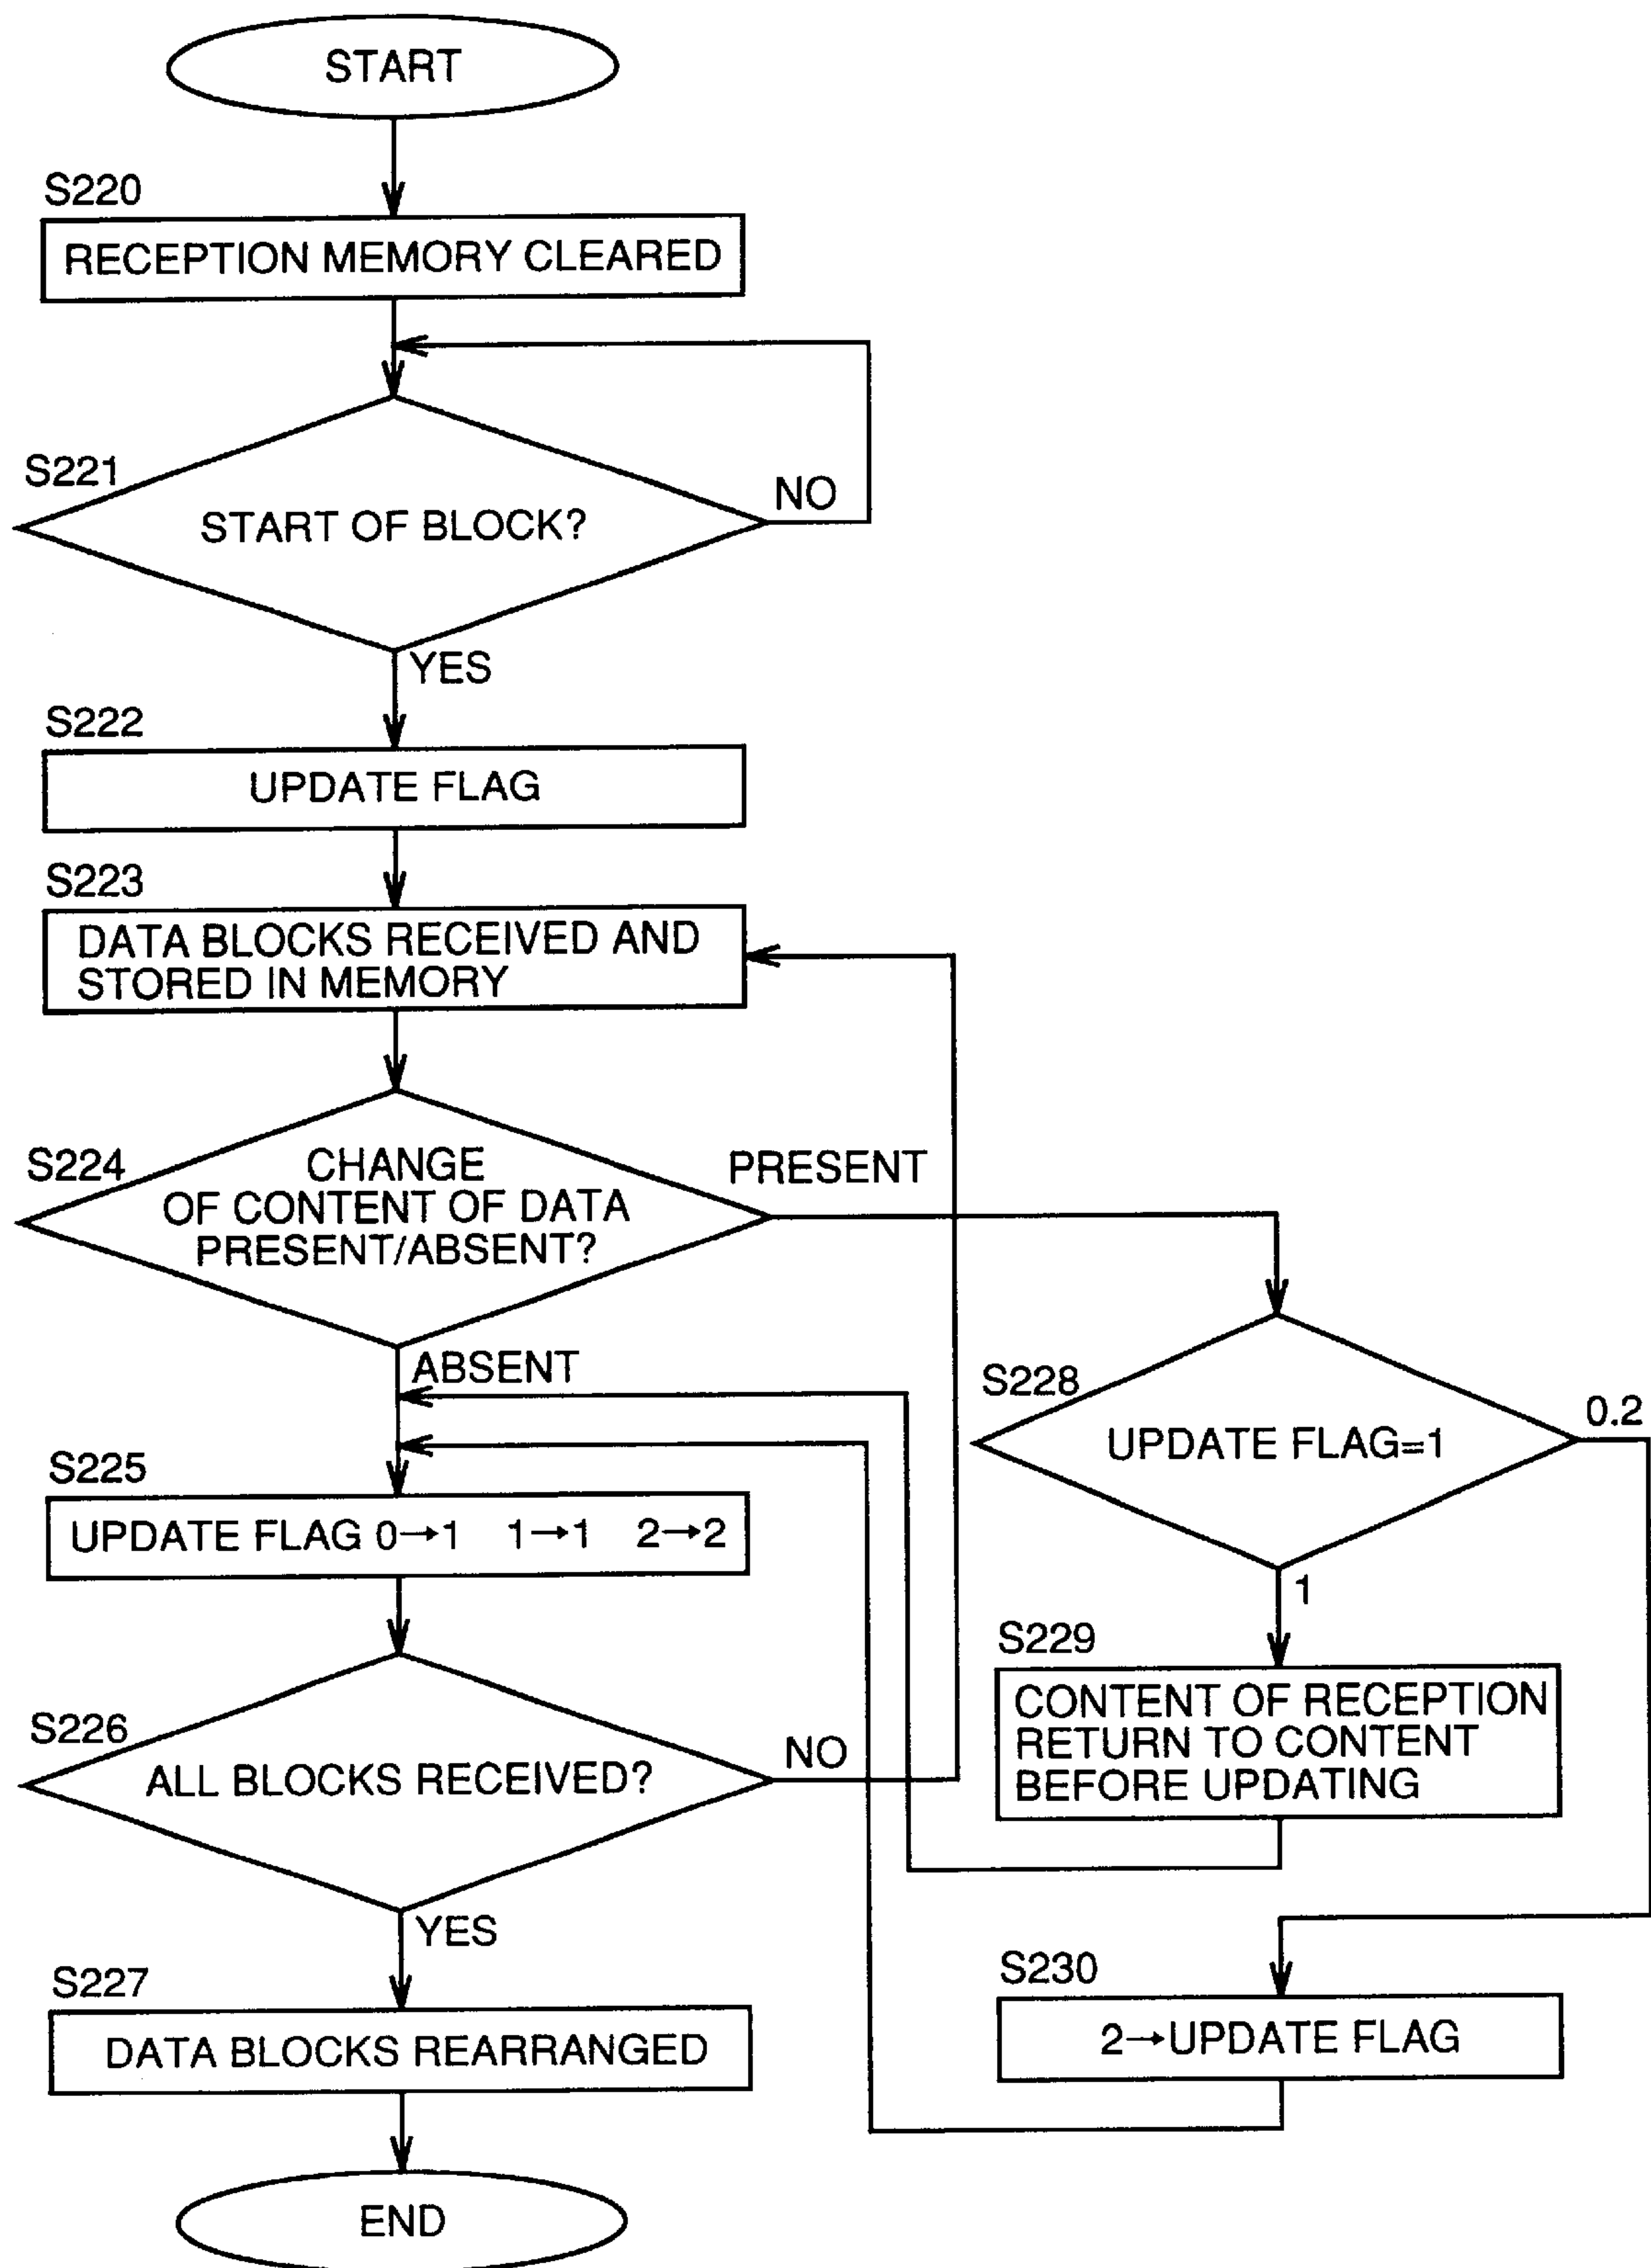 START
S220
RECEPTION MEMORY CLEARED
S221
START OF BLOCK?
NO
YES
S222
UPDATE FLAG
S223
DATA BLOCKS RECEIVED AND
STORED IN MEMORY
S224
CHANGE
OF CONTENT OF DATA
PRESENT/ABSENT?
PRESENT
ABSENT
S225
UPDATE FLAG 0→1 1→1 2→2
S226
ALL BLOCKS RECEIVED?
NO
YES
S227
DATA BLOCKS REARRANGED
END
S228
UPDATE FLAG=1
0.2
1
S229
CONTENT OF RECEPTION
RETURN TO CONTENT
BEFORE UPDATING
S230
2→UPDATE FLAG